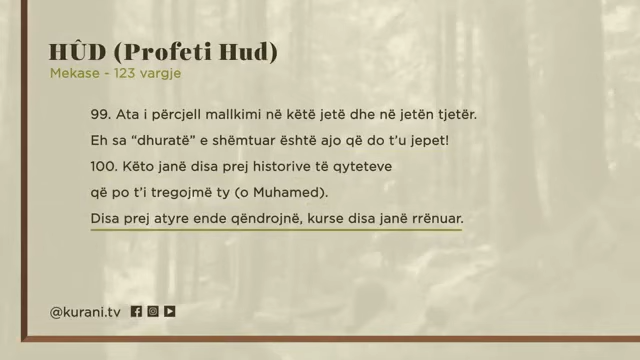 HÛD (Profeti Hud)
Mekase - 123 vargje
99. Ata i përcjell mallkimi në këtë jetë dhe në jetën tjetër.
Eh sa “dhuratë” e shëmtuar është ajo që do t’u jepet!
100. Këto janë disa prej historive të qyteteve
që po t’i tregojmë ty (o Muhamed).
Disa prej atyre ende qëndrojnë, kurse disa janë rrënuar.
@kurani.tv